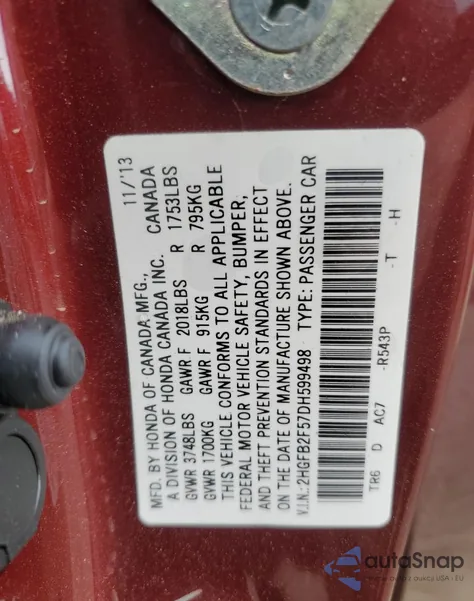 MFD. BY HONDA OF CANADA MFG., 11/'13
A DIVISION OF HONDA CANADA INC. CANADA
GVWR 3748LBS GAWR F 2018LBS R 1753LBS
GVWR 1700KG GAWR F 915KG R 795KG
THIS VEHICLE CONFORMS TO ALL APPLICABLE
FEDERAL MOTOR VEHICLE SAFETY, BUMPER,
AND THEFT PREVENTION STANDARDS IN EFFECT
ON THE DATE OF MANUFACTURE SHOWN ABOVE.
V.I.N.:2HGFB2F57DH599498 TYPE: PASSENGER CAR
TR6 D AC7 -R543P -T -H
autaSnap